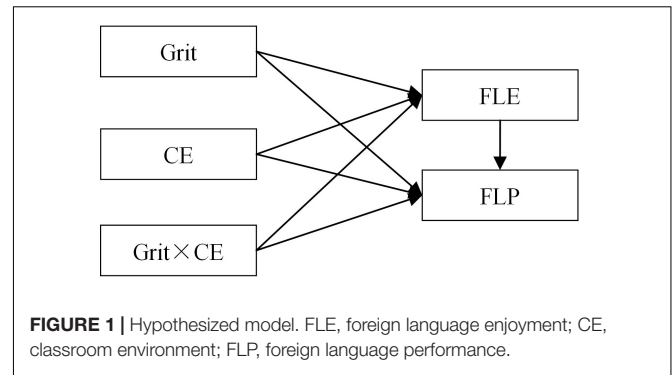 Grit
FLE
CE
FLP
Grit×CE
FIGURE 1 | Hypothesized model. FLE, foreign language enjoyment; CE,
classroom environment; FLP, foreign language performance.